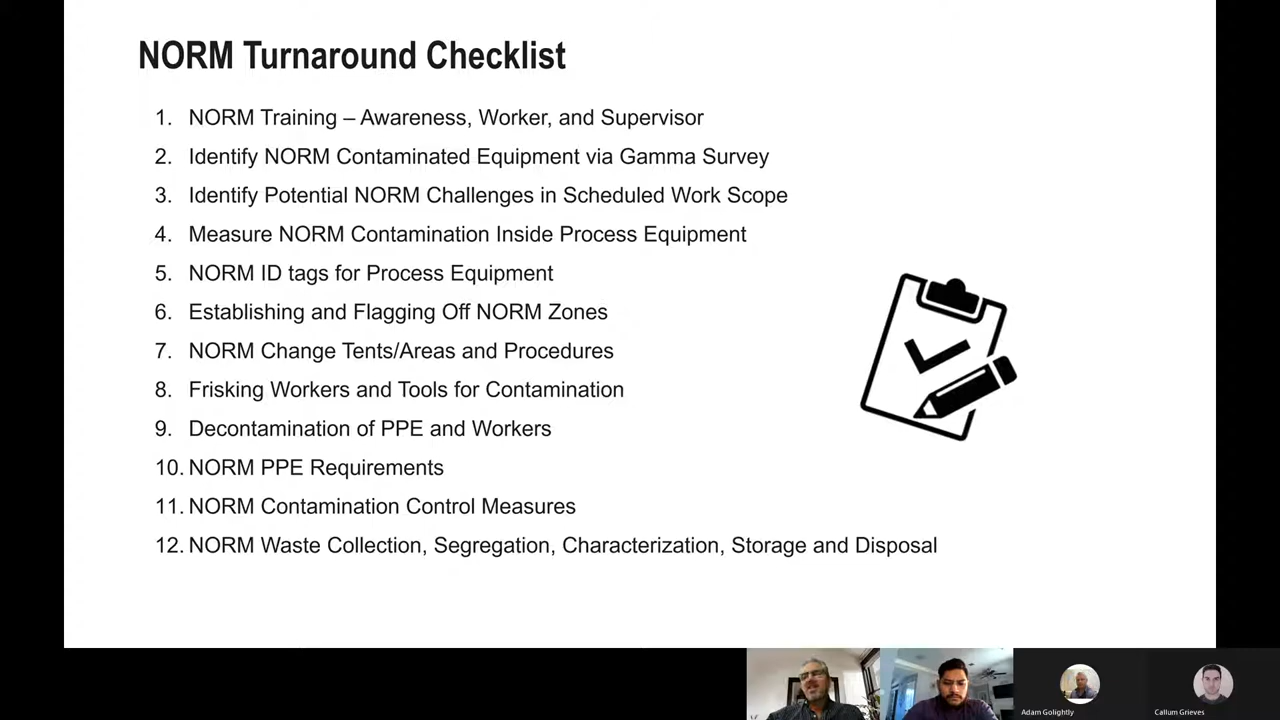 NORM Turnaround Checklist
1. NORM Training – Awareness, Worker, and Supervisor
2. Identify NORM Contaminated Equipment via Gamma Survey
3. Identify Potential NORM Challenges in Scheduled Work Scope
4. Measure NORM Contamination Inside Process Equipment
5. NORM ID tags for Process Equipment
6. Establishing and Flagging Off NORM Zones
7. NORM Change Tents/Areas and Procedures
8. Frisking Workers and Tools for Contamination
9. Decontamination of PPE and Workers
10. NORM PPE Requirements
11. NORM Contamination Control Measures
12. NORM Waste Collection, Segregation, Characterization, Storage and Disposal
Adam Golightly
Callum Grieves